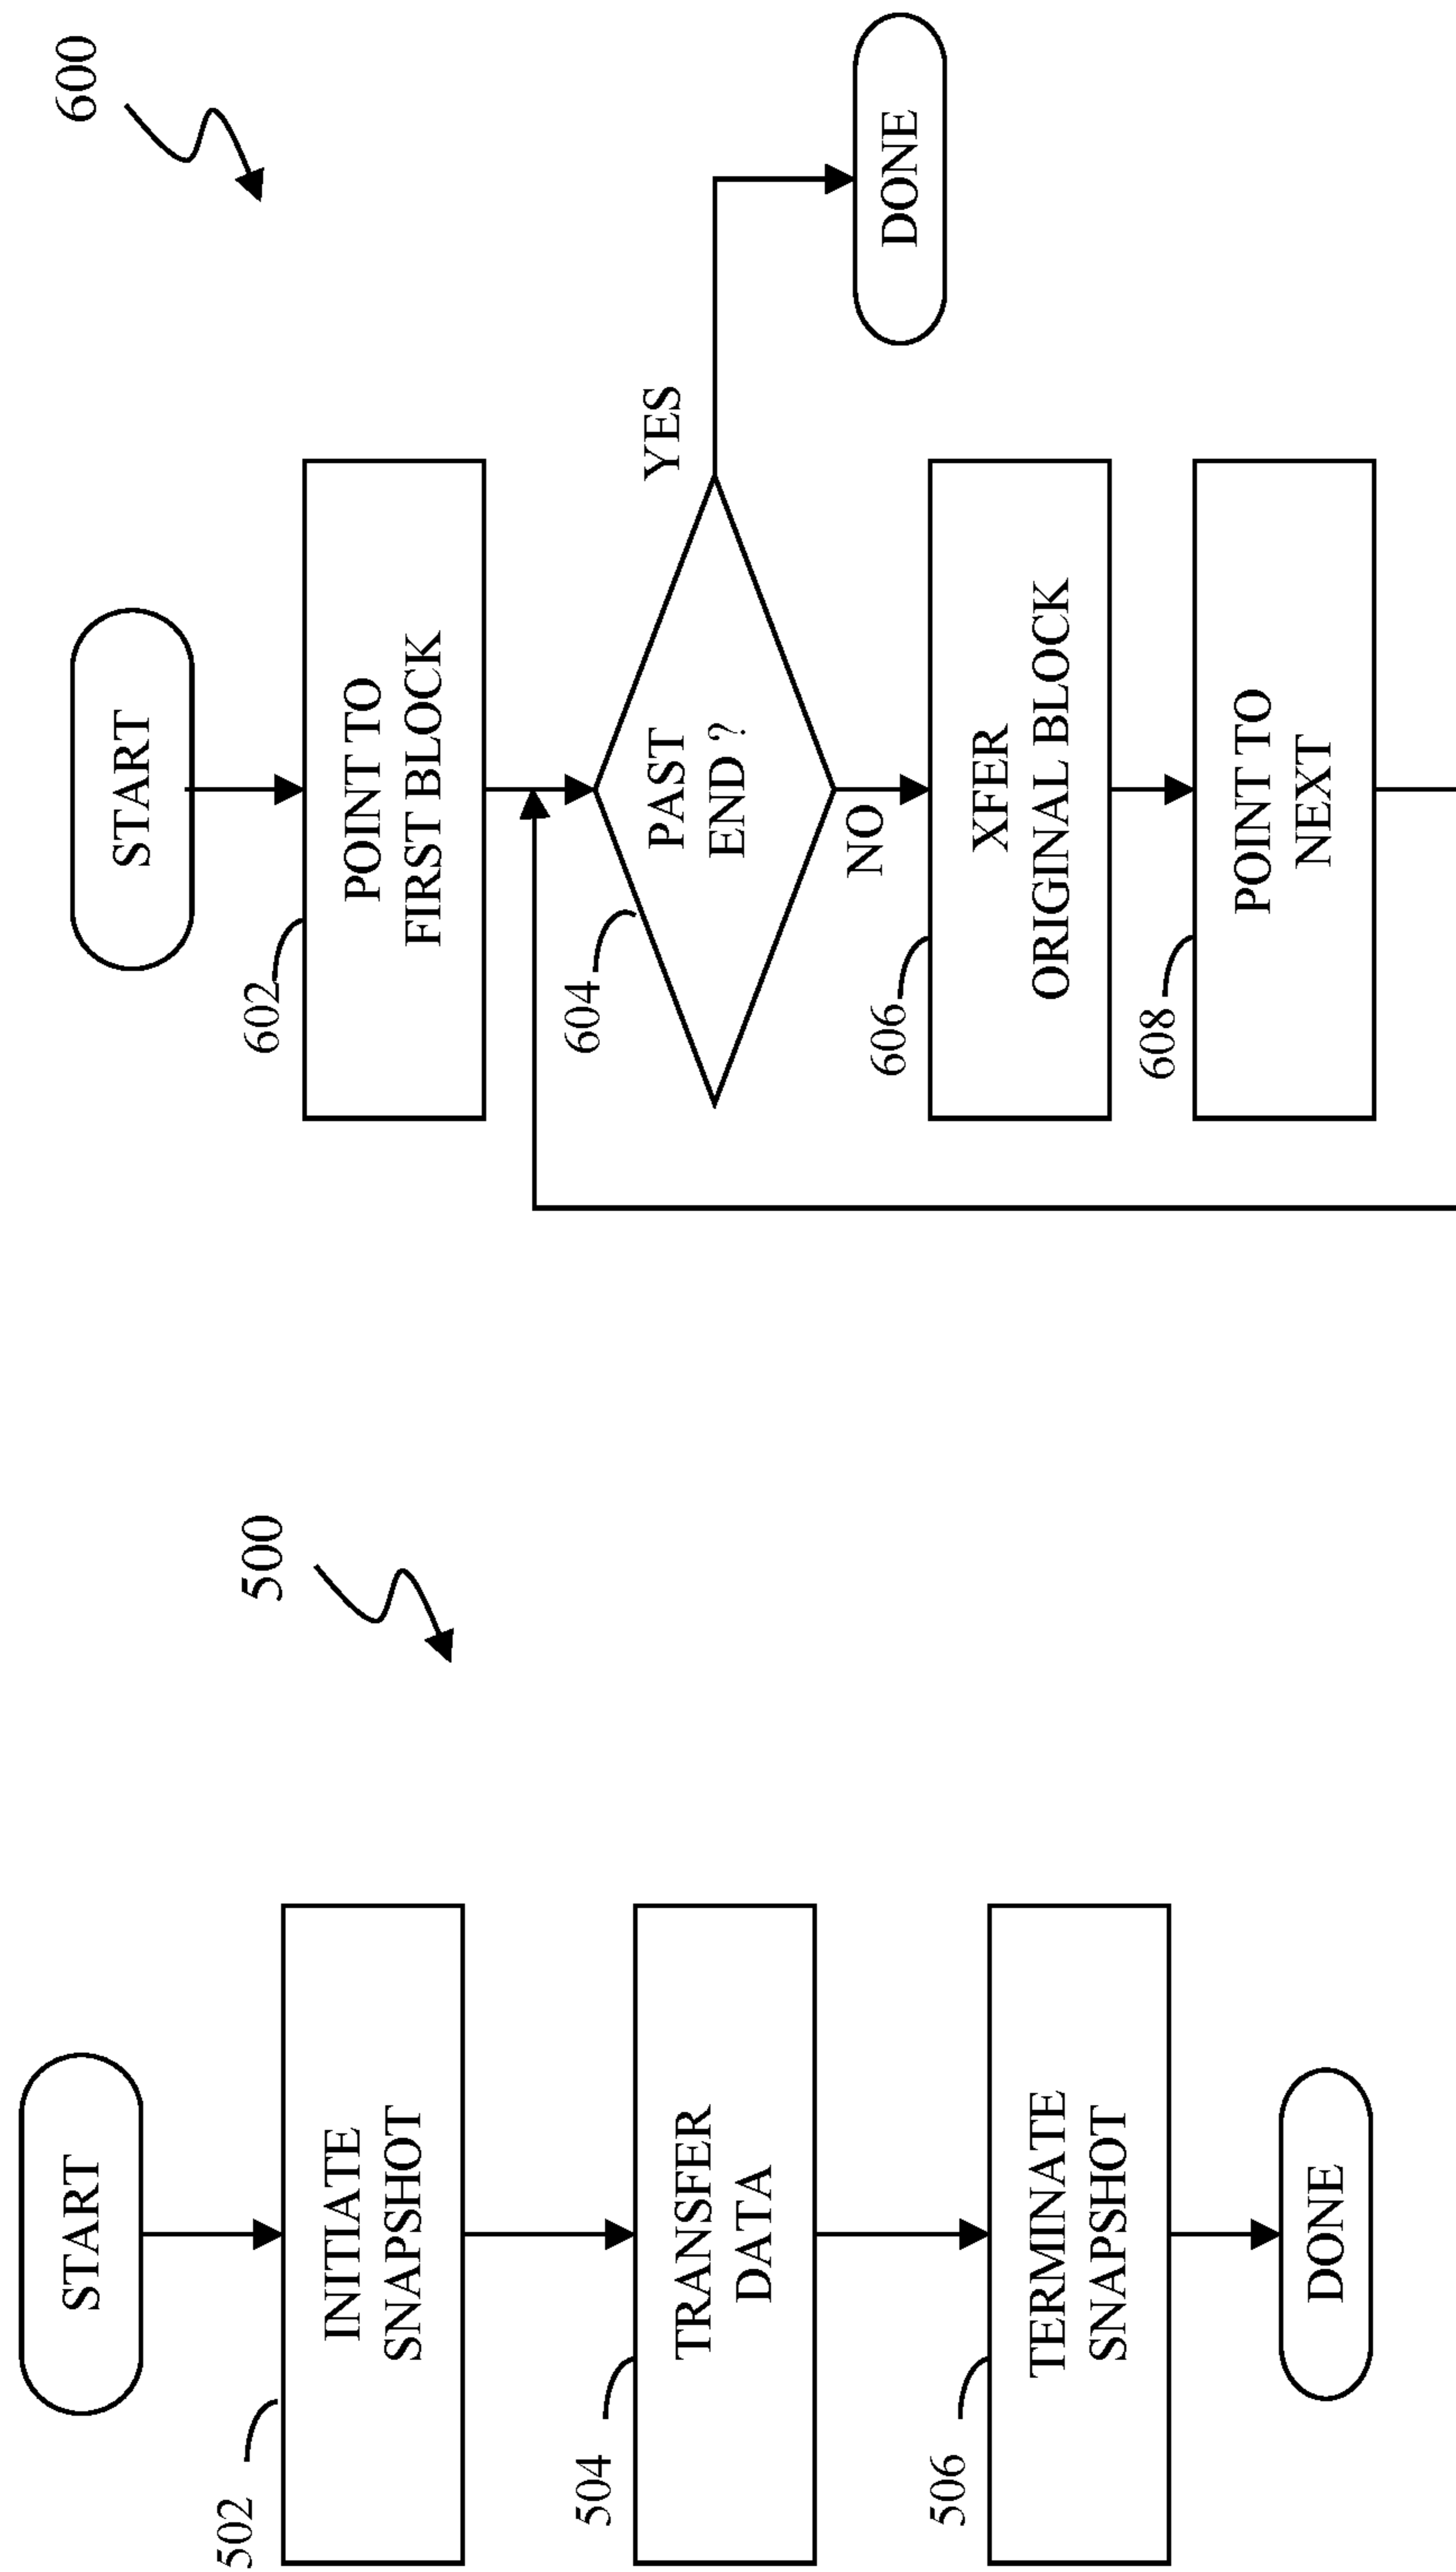 500
START
502
INITIATE
SNAPSHOT
504
TRANSFER
DATA
506
TERMINATE
SNAPSHOT
DONE
600
START
602
POINT TO
FIRST BLOCK
604
PAST
END ?
YES
DONE
NO
606
XFER
ORIGINAL BLOCK
608
POINT TO
NEXT